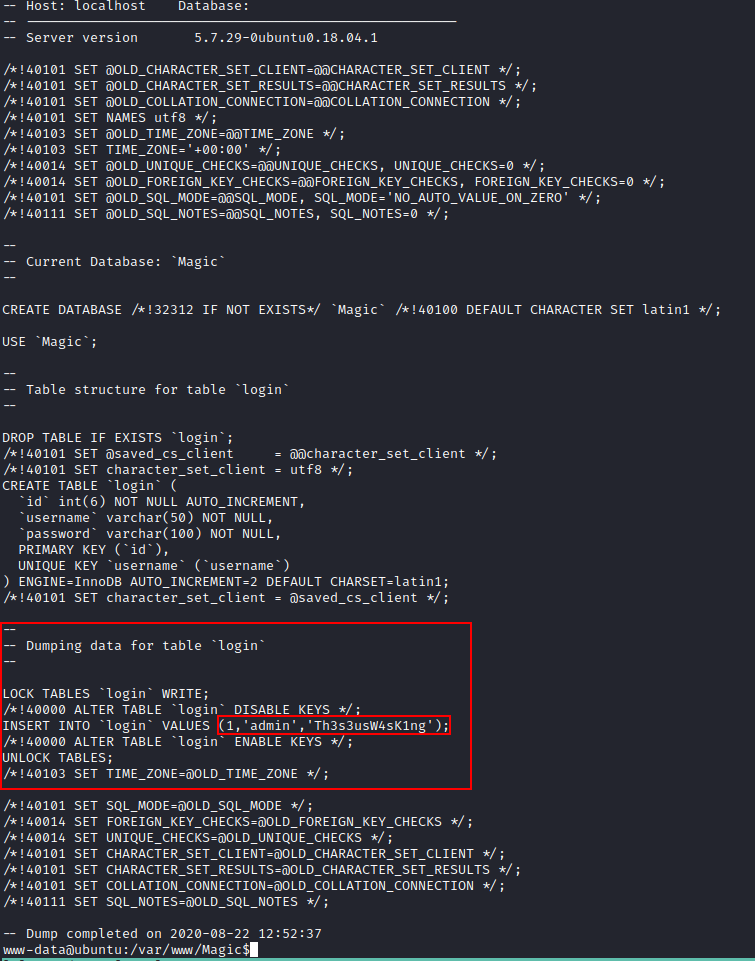 -- Host: localhost    Database:
-- ------------------------------------------------------
-- Server version       5.7.29-0ubuntu0.18.04.1

/*!40101 SET @OLD_CHARACTER_SET_CLIENT=@@CHARACTER_SET_CLIENT */;
/*!40101 SET @OLD_CHARACTER_SET_RESULTS=@@CHARACTER_SET_RESULTS */;
/*!40101 SET @OLD_COLLATION_CONNECTION=@@COLLATION_CONNECTION */;
/*!40101 SET NAMES utf8 */;
/*!40103 SET @OLD_TIME_ZONE=@@TIME_ZONE */;
/*!40103 SET TIME_ZONE='+00:00' */;
/*!40014 SET @OLD_UNIQUE_CHECKS=@@UNIQUE_CHECKS, UNIQUE_CHECKS=0 */;
/*!40014 SET @OLD_FOREIGN_KEY_CHECKS=@@FOREIGN_KEY_CHECKS, FOREIGN_KEY_CHECKS=0 */;
/*!40101 SET @OLD_SQL_MODE=@@SQL_MODE, SQL_MODE='NO_AUTO_VALUE_ON_ZERO' */;
/*!40111 SET @OLD_SQL_NOTES=@@SQL_NOTES, SQL_NOTES=0 */;

--
-- Current Database: `Magic`
--

CREATE DATABASE /*!32312 IF NOT EXISTS*/ `Magic` /*!40100 DEFAULT CHARACTER SET latin1 */;

USE `Magic`;

--
-- Table structure for table `login`
--

DROP TABLE IF EXISTS `login`;
/*!40101 SET @saved_cs_client     = @@character_set_client */;
/*!40101 SET character_set_client = utf8 */;
CREATE TABLE `login` (
  `id` int(6) NOT NULL AUTO_INCREMENT,
  `username` varchar(50) NOT NULL,
  `password` varchar(100) NOT NULL,
  PRIMARY KEY (`id`),
  UNIQUE KEY `username` (`username`)
) ENGINE=InnoDB AUTO_INCREMENT=2 DEFAULT CHARSET=latin1;
/*!40101 SET character_set_client = @saved_cs_client */;

--
-- Dumping data for table `login`
--

LOCK TABLES `login` WRITE;
/*!40000 ALTER TABLE `login` DISABLE KEYS */;
INSERT INTO `login` VALUES (1,'admin','Th3s3usW4sK1ng');
/*!40000 ALTER TABLE `login` ENABLE KEYS */;
UNLOCK TABLES;
/*!40103 SET TIME_ZONE=@OLD_TIME_ZONE */;

/*!40101 SET SQL_MODE=@OLD_SQL_MODE */;
/*!40014 SET FOREIGN_KEY_CHECKS=@OLD_FOREIGN_KEY_CHECKS */;
/*!40014 SET UNIQUE_CHECKS=@OLD_UNIQUE_CHECKS */;
/*!40101 SET CHARACTER_SET_CLIENT=@OLD_CHARACTER_SET_CLIENT */;
/*!40101 SET CHARACTER_SET_RESULTS=@OLD_CHARACTER_SET_RESULTS */;
/*!40101 SET COLLATION_CONNECTION=@OLD_COLLATION_CONNECTION */;
/*!40111 SET SQL_NOTES=@OLD_SQL_NOTES */;

-- Dump completed on 2020-08-22 12:52:37
www-data@ubuntu:/var/www/Magic$